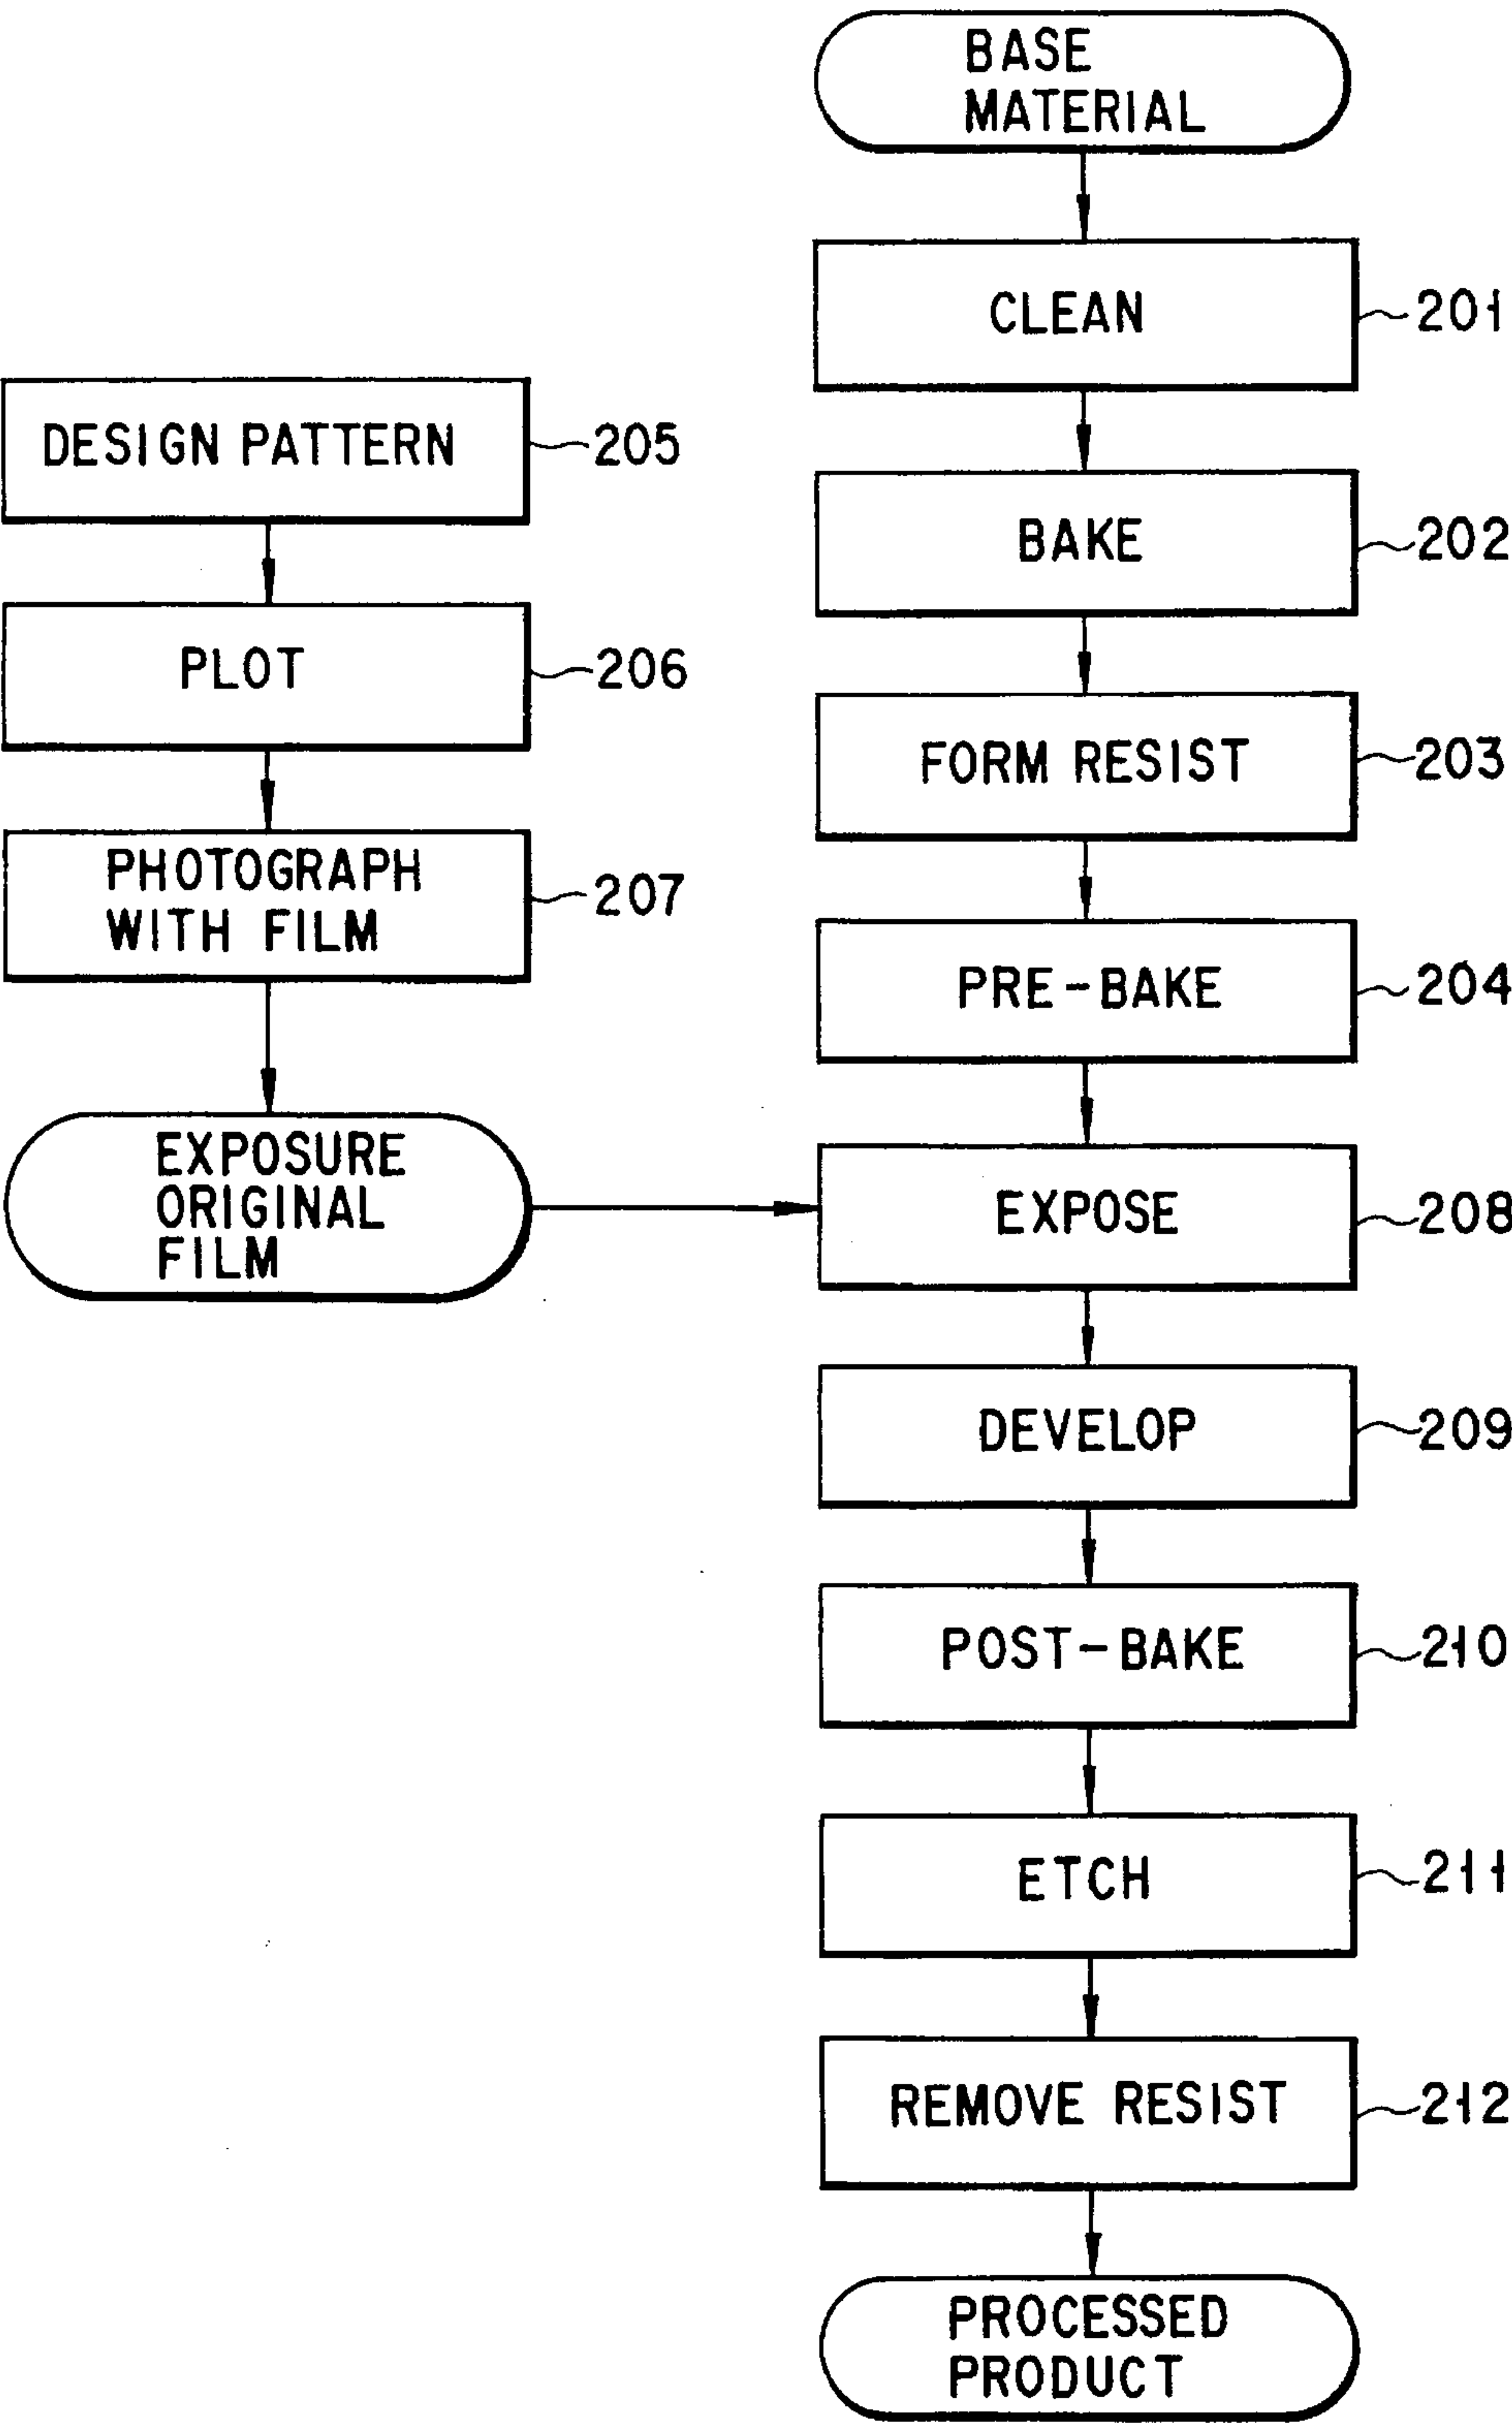 BASE
MATERIAL
CLEAN
201
BAKE
202
FORM RESIST
203
PRE-BAKE
204
DESIGN PATTERN
205
PLOT
206
PHOTOGRAPH
WITH FILM
207
EXPOSURE
ORIGINAL
FILM
EXPOSE
208
DEVELOP
209
POST-BAKE
210
ETCH
211
REMOVE RESIST
212
PROCESSED
PRODUCT